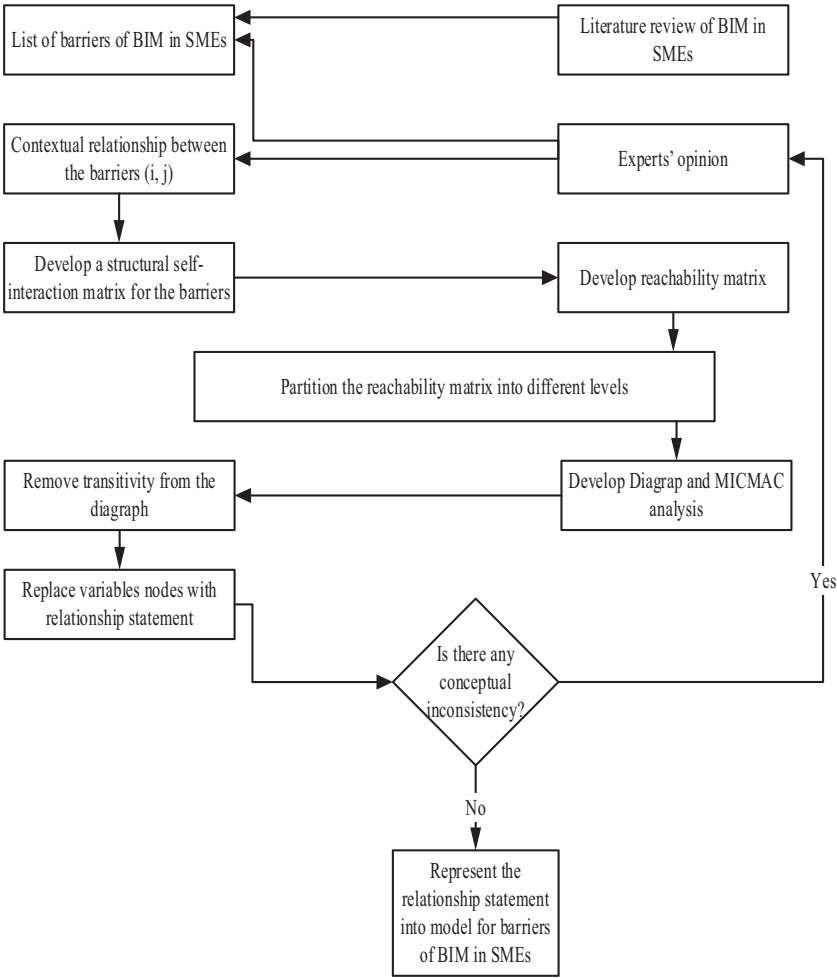 List of barriers of BIM in SMEs
Literature review of BIM in
SMEs
Contextual relationship between
the barriers (i, j)
Experts' opinion
Develop a structural self-
interaction matrix for the barriers
Develop reachability matrix
Partition the reachability matrix into different levels
Remove transitivity from the
diagraph
Develop Diagrap and MICMAC
analysis
Replace variables nodes with
relationship statement
Yes
Is there any
conceptual
inconsistency?
No
Represent the
relationship statement
into model for barriers
of BIM in SMEs